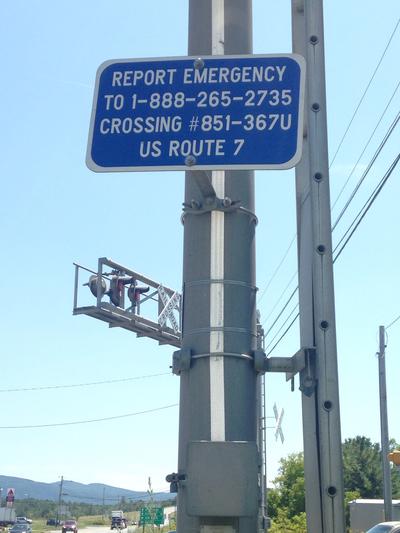 REPORT EMERGENCY
TO 1-888-265-2735
CROSSING #851-367U
US ROUTE 7